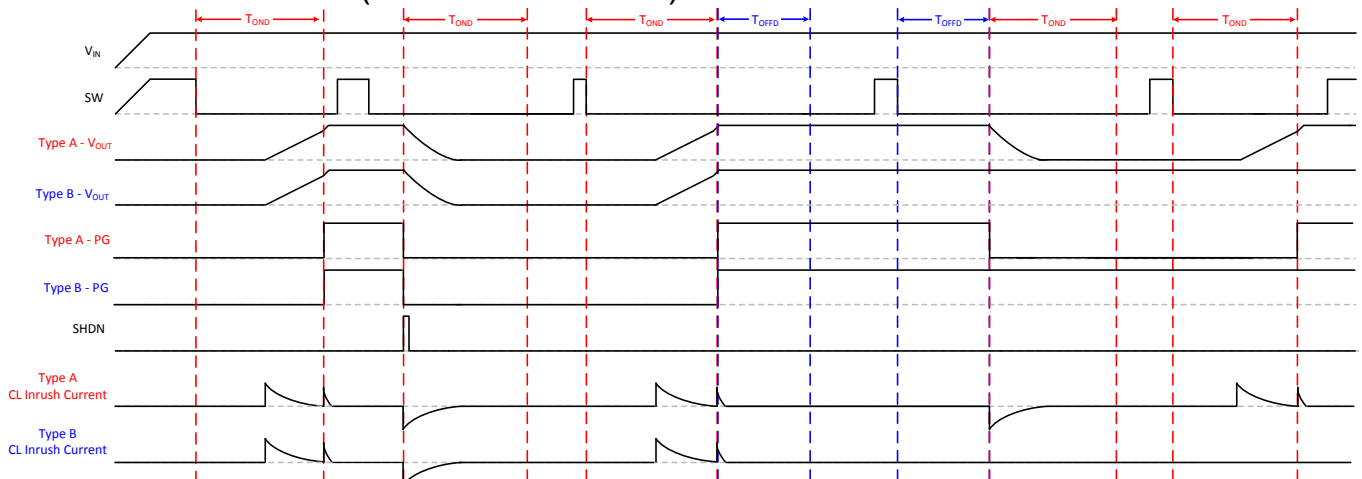 TOND TOND TOND TOFFD TOFFD TOND TOND
VIN
SW
Type A - VOUT
Type B - VOUT
Type A - PG
Type B - PG
SHDN
Type A
CL Inrush Current
Type B
CL Inrush Current